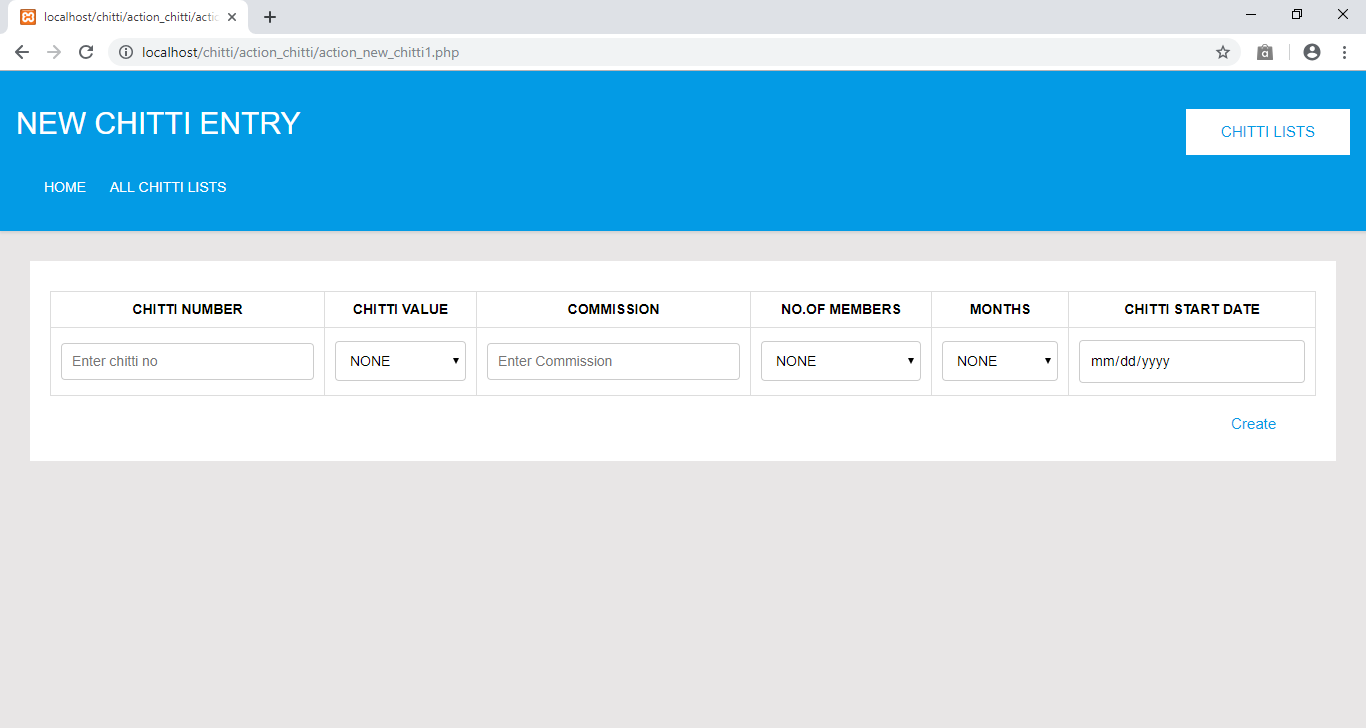 localhost/chitti/action_chitti/actic
localhost/chitti/action_chitti/action_new_chitti1.php
NEW CHITTI ENTRY
CHITTI LISTS
HOME ALL CHITTI LISTS
CHITTI NUMBER CHITTI VALUE COMMISSION NO.OF MEMBERS MONTHS CHITTI START DATE
Enter chitti no NONE Enter Commission NONE NONE mm/dd/yyyy
Create